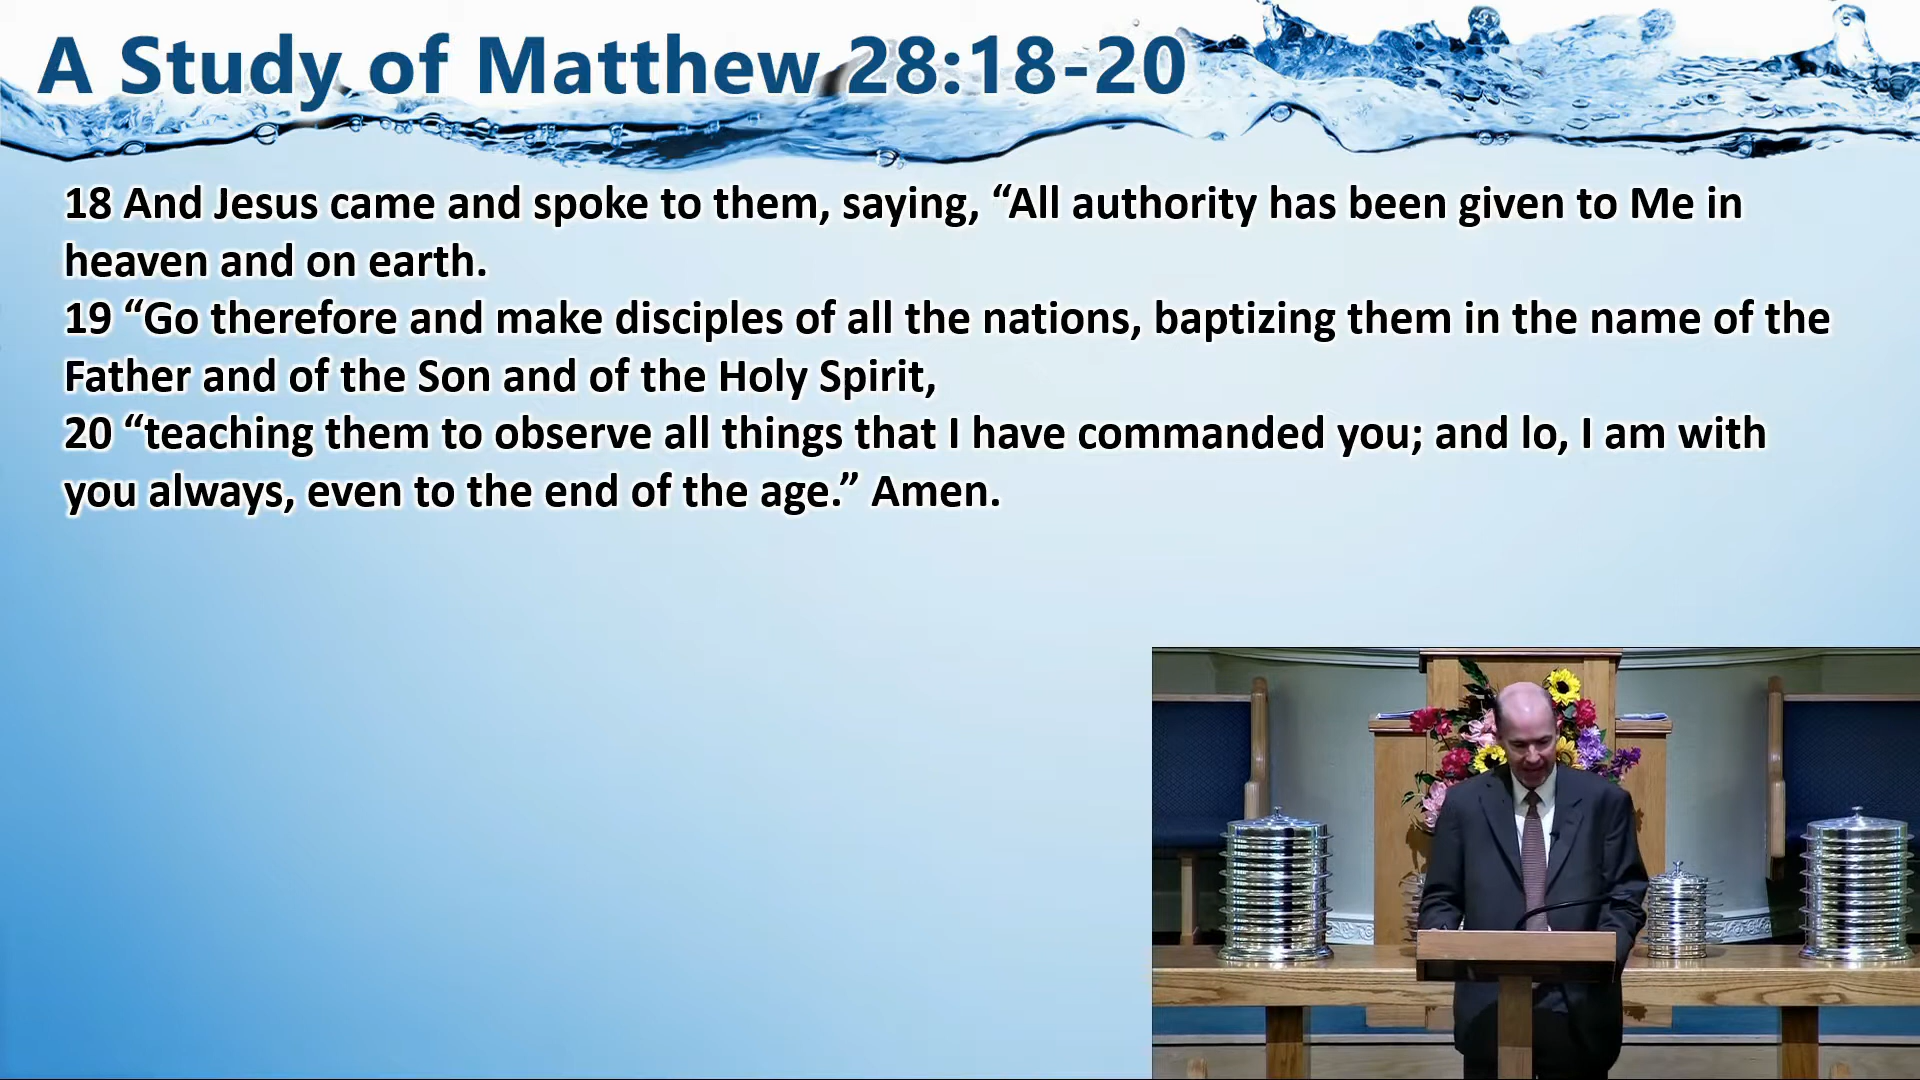 A Study of Matthew 28:18-20
18 And Jesus came and spoke to them, saying, “All authority has been given to Me in
heaven and on earth.
19 “Go therefore and make disciples of all the nations, baptizing them in the name of the
Father and of the Son and of the Holy Spirit,
20 “teaching them to observe all things that I have commanded you; and lo, I am with
you always, even to the end of the age.” Amen.